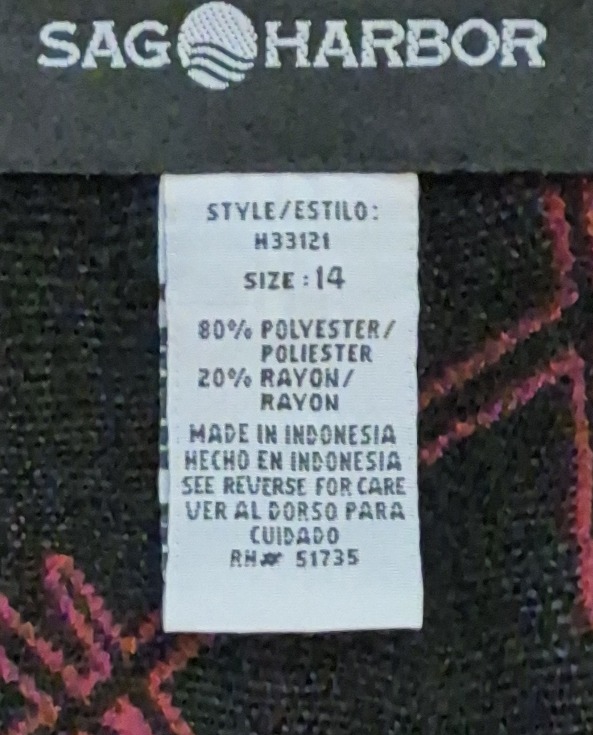 SAG HARBOR
STYLE/ESTILO:
H33121
SIZE : 14
80% POLYESTER/
POLIESTER
20% RAYON/
RAYON
MADE IN INDONESIA
HECHO EN INDONESIA
SEE REVERSE FOR CARE
VER AL DORSO PARA
CUIDADO
RH# 51735